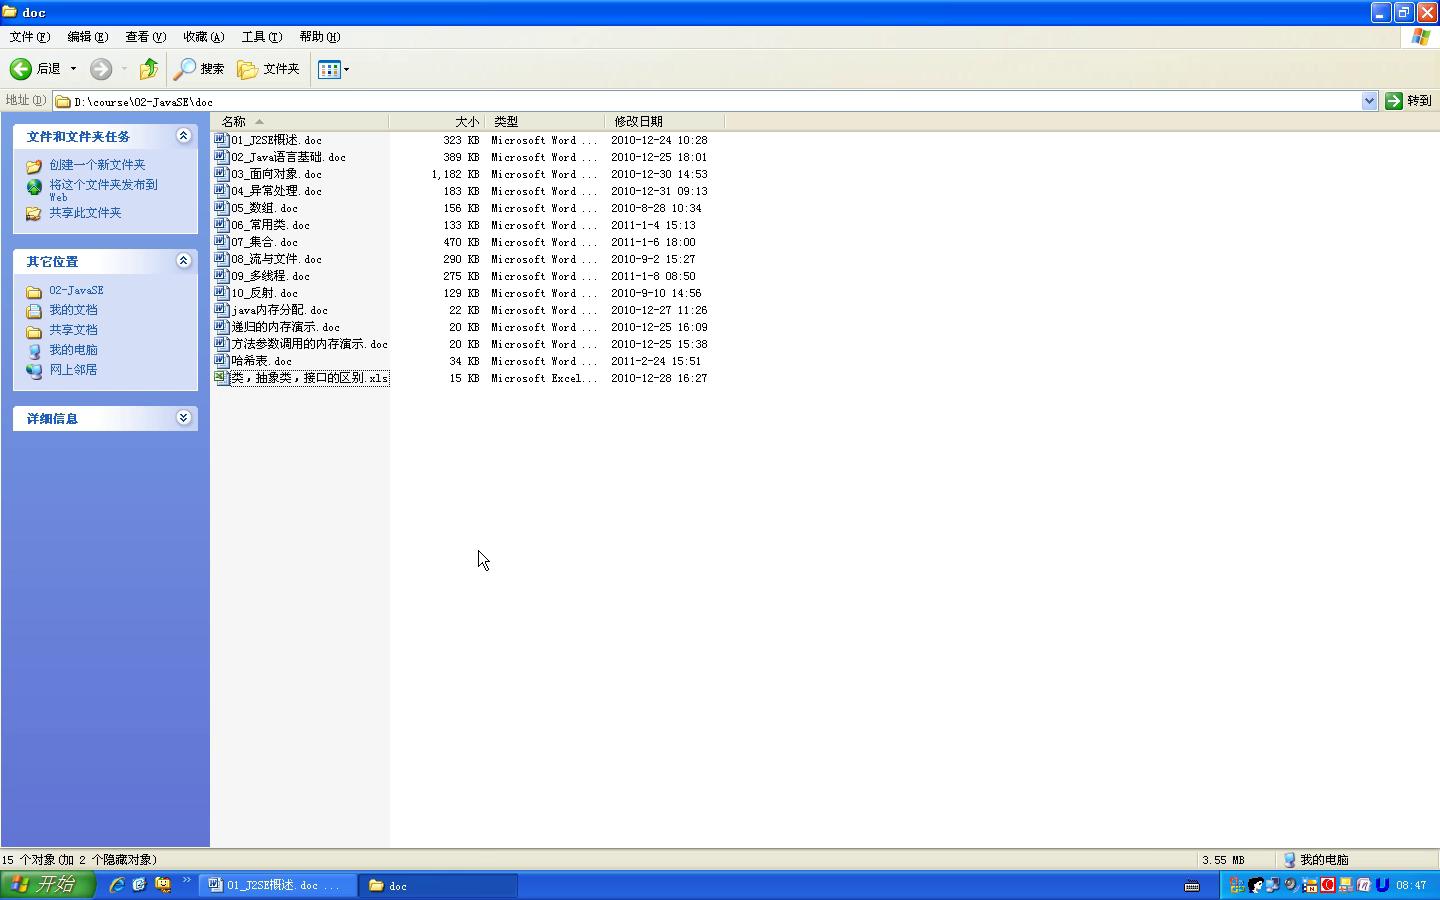 doc
文件(F) 编辑(E) 查看(V) 收藏(A) 工具(T) 帮助(H)
后退 搜索 文件夹
地址(D) D:\course\02-JavaSE\doc 转到
文件和文件夹任务
创建一个新文件夹
将这个文件夹发布到
Web
共享此文件夹
其它位置
02-JavaSE
我的文档
共享文档
我的电脑
网上邻居
详细信息
名称 大小 类型 修改日期
01_J2SE概述.doc 323 KB Microsoft Word ... 2010-12-24 10:28
02_Java语言基础.doc 389 KB Microsoft Word ... 2010-12-25 18:01
03_面向对象.doc 1,182 KB Microsoft Word ... 2010-12-30 14:53
04_异常处理.doc 183 KB Microsoft Word ... 2010-12-31 09:13
05_数组.doc 156 KB Microsoft Word ... 2010-8-28 10:34
06_常用类.doc 133 KB Microsoft Word ... 2011-1-4 15:13
07_集合.doc 470 KB Microsoft Word ... 2011-1-6 18:00
08_流与文件.doc 290 KB Microsoft Word ... 2010-9-2 15:27
09_多线程.doc 275 KB Microsoft Word ... 2011-1-8 08:50
10_反射.doc 129 KB Microsoft Word ... 2010-9-10 14:56
java内存分配.doc 22 KB Microsoft Word ... 2010-12-27 11:26
递归的内存演示.doc 20 KB Microsoft Word ... 2010-12-25 16:09
方法参数调用的内存演示.doc 20 KB Microsoft Word ... 2010-12-25 15:38
哈希表.doc 34 KB Microsoft Word ... 2011-2-24 15:51
类，抽象类，接口的区别.xls 15 KB Microsoft Excel... 2010-12-28 16:27
15 个对象(加 2 个隐藏对象) 3.55 MB 我的电脑
开始 01_J2SE概述.doc ... doc 08:47